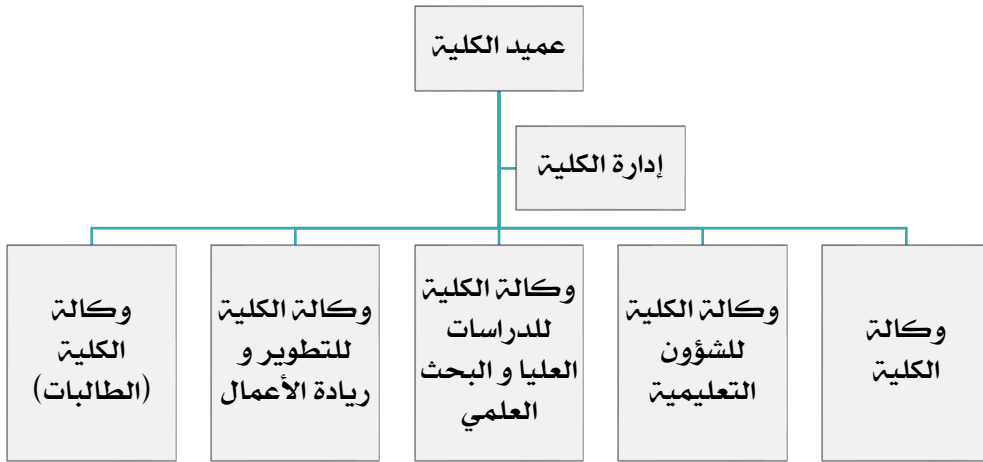 عميد الكلية
إدارة الكلية
وكالة
الكلية
وكالة الكلية
للشؤون
التعليمية
وكالة الكلية
للدراسات
العليا و البحث
العلمي
وكالة الكلية
للتطوير و
ريادة الأعمال
وكالة
الكلية
(الطالبات)